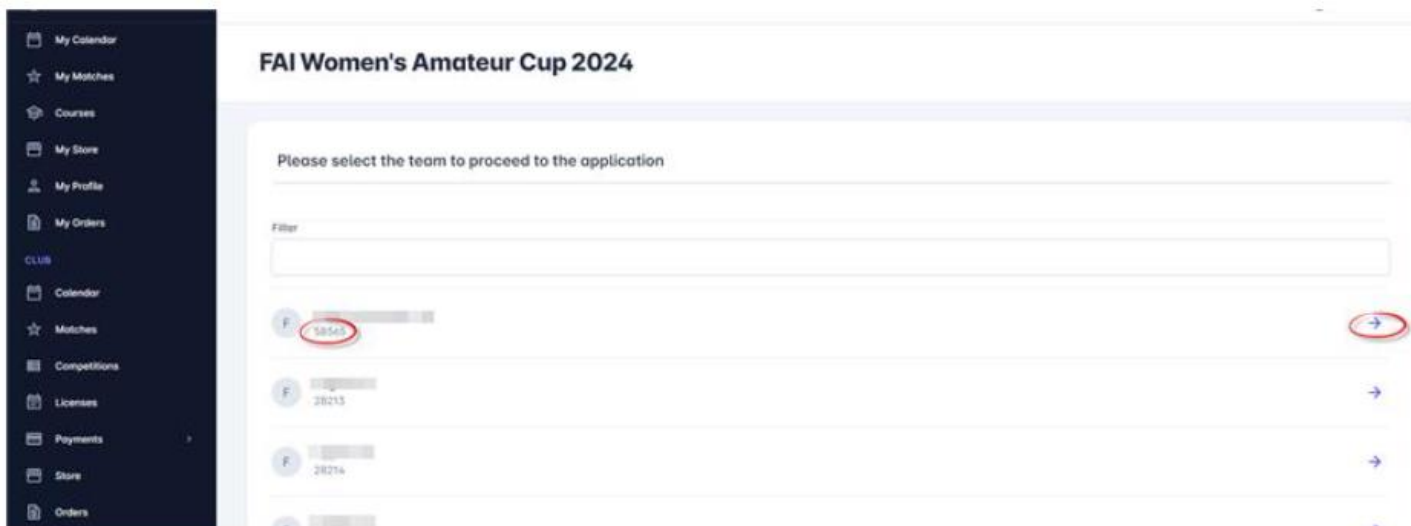 My Calendar
My Matches
Courses
My Store
My Profile
My Orders
CLUB
Calendar
Matches
Competitions
Licenses
Payments
Store
Orders
FAI Women's Amateur Cup 2024
Please select the team to proceed to the application
Filter
F
58565
F
28213
F
28214